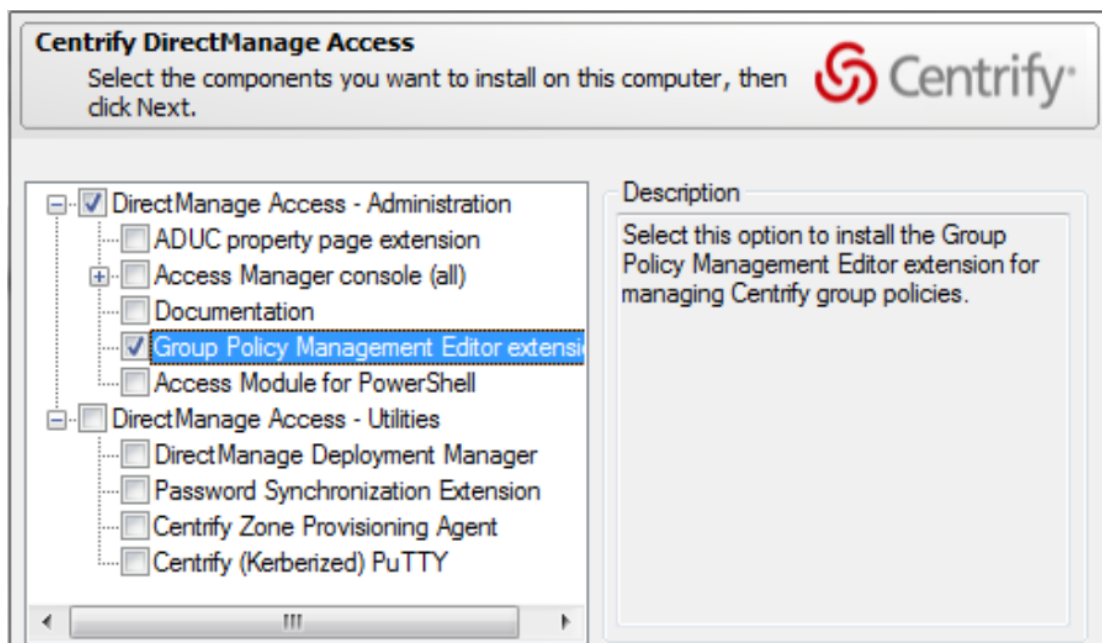 Centrify DirectManage Access
Select the components you want to install on this computer, then
click Next.
Centrify
DirectManage Access - Administration
ADUC property page extension
Access Manager console (all)
Documentation
Group Policy Management Editor extensi
Access Module for PowerShell
DirectManage Access - Utilities
DirectManage Deployment Manager
Password Synchronization Extension
Centrify Zone Provisioning Agent
Centrify (Kerberized) PuTTY
Description
Select this option to install the Group
Policy Management Editor extension for
managing Centrify group policies.